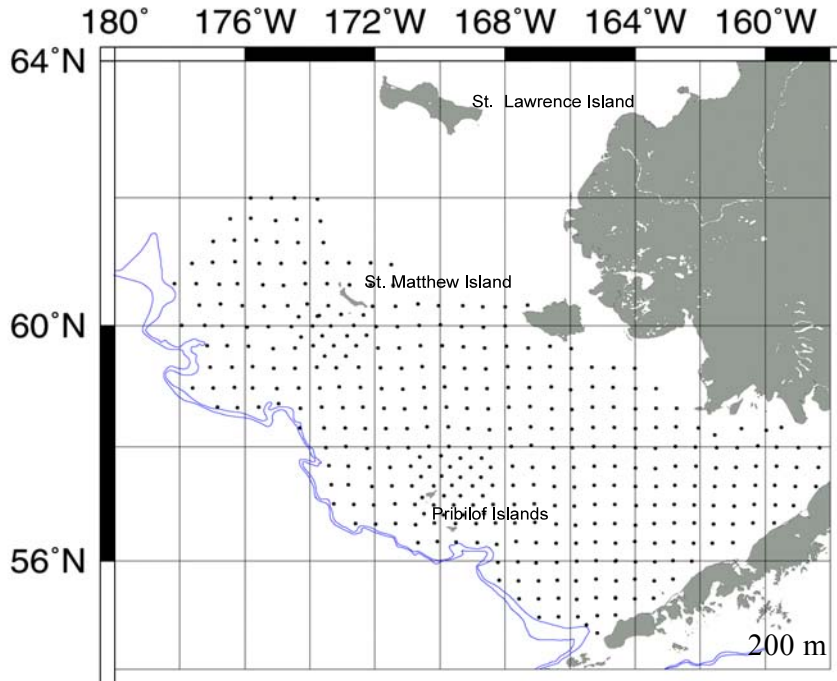 180° 176°W 172°W 168°W 164°W 160°W
64°N
St. Lawrence Island
St. Matthew Island
60°N
Pribilof Islands
56°N
200 m